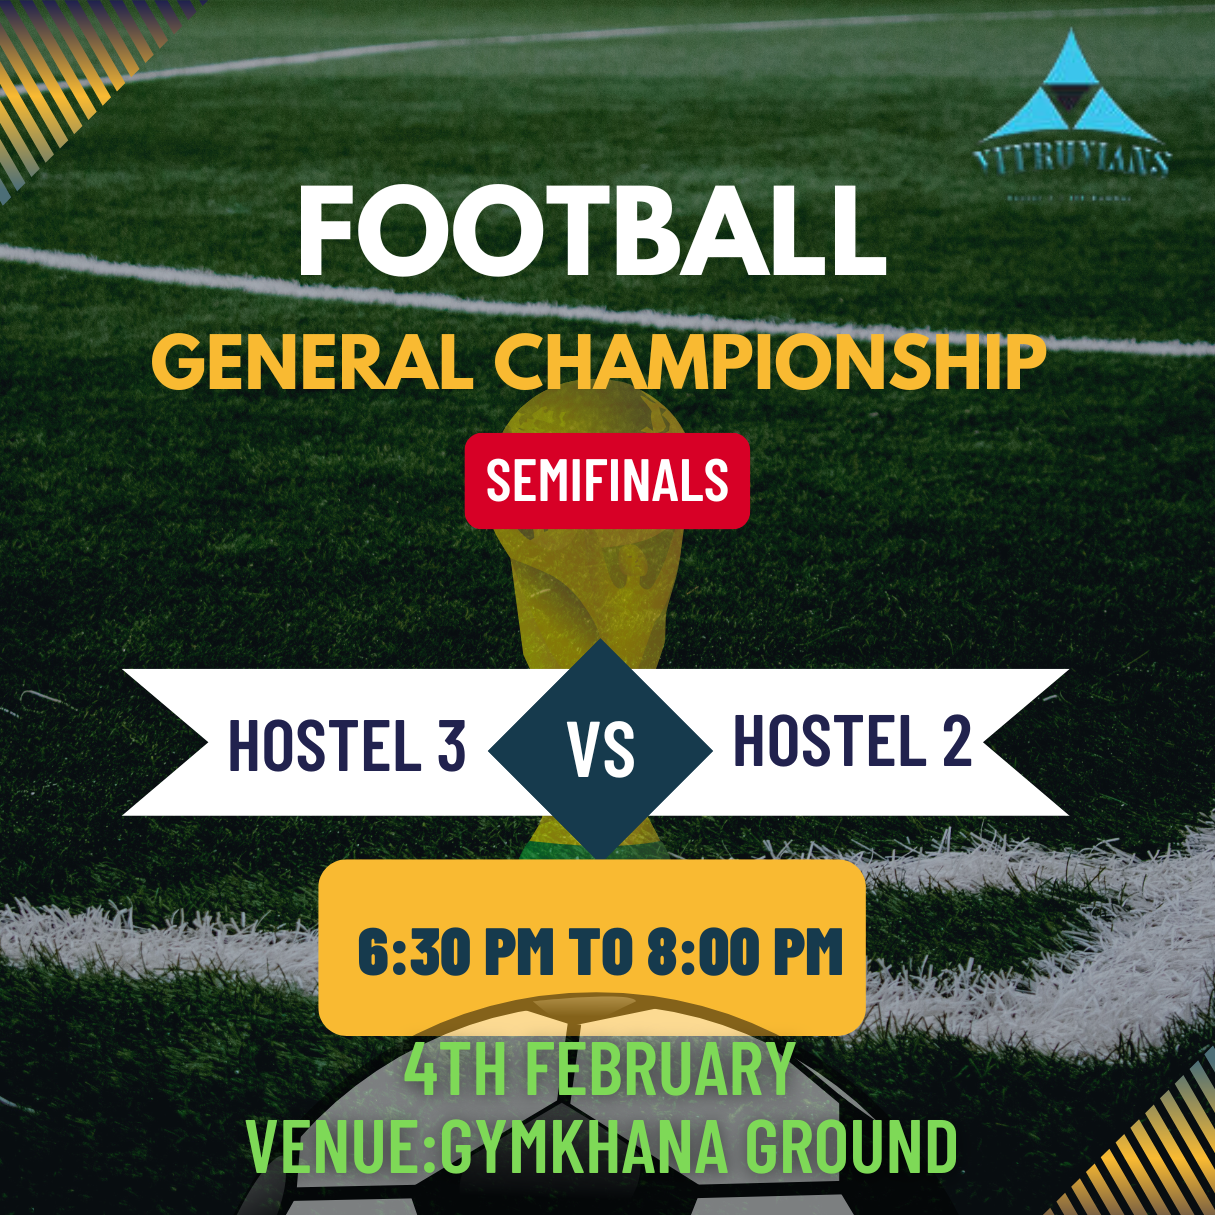 VITRUVIANS
FOOTBALL
GENERAL CHAMPIONSHIP
SEMIFINALS
HOSTEL 3 VS HOSTEL 2
6:30 PM TO 8:00 PM
4TH FEBRUARY
VENUE:GYMKHANA GROUND